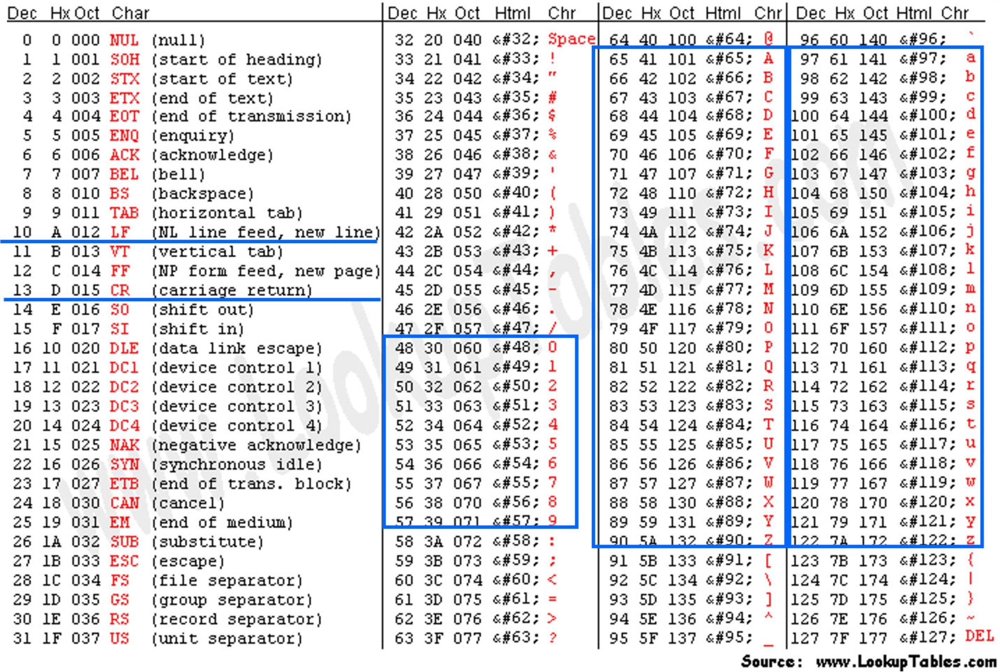 Dec Hx Oct Char Dec Hx Oct Html Chr Dec Hx Oct Html Chr Dec Hx Oct Html Chr
0 0 000 NUL (null) 32 20 040 &#32; Space 64 40 100 &#64; @ 96 60 140 &#96; `
1 1 001 SOH (start of heading) 33 21 041 &#33; ! 65 41 101 &#65; A 97 61 141 &#97; a
2 2 002 STX (start of text) 34 22 042 &#34; " 66 42 102 &#66; B 98 62 142 &#98; b
3 3 003 ETX (end of text) 35 23 043 &#35; # 67 43 103 &#67; C 99 63 143 &#99; c
4 4 004 EOT (end of transmission) 36 24 044 &#36; $ 68 44 104 &#68; D 100 64 144 &#100; d
5 5 005 ENQ (enquiry) 37 25 045 &#37; % 69 45 105 &#69; E 101 65 145 &#101; e
6 6 006 ACK (acknowledge) 38 26 046 &#38; & 70 46 106 &#70; F 102 66 146 &#102; f
7 7 007 BEL (bell) 39 27 047 &#39; ' 71 47 107 &#71; G 103 67 147 &#103; g
8 8 010 BS (backspace) 40 28 050 &#40; ( 72 48 110 &#72; H 104 68 150 &#104; h
9 9 011 TAB (horizontal tab) 41 29 051 &#41; ) 73 49 111 &#73; I 105 69 151 &#105; i
10 A 012 LF (NL line feed, new line) 42 2A 052 &#42; * 74 4A 112 &#74; J 106 6A 152 &#106; j
11 B 013 VT (vertical tab) 43 2B 053 &#43; + 75 4B 113 &#75; K 107 6B 153 &#107; k
12 C 014 FF (NP form feed, new page) 44 2C 054 &#44; , 76 4C 114 &#76; L 108 6C 154 &#108; l
13 D 015 CR (carriage return) 45 2D 055 &#45; - 77 4D 115 &#77; M 109 6D 155 &#109; m
14 E 016 SO (shift out) 46 2E 056 &#46; . 78 4E 116 &#78; N 110 6E 156 &#110; n
15 F 017 SI (shift in) 47 2F 057 &#47; / 79 4F 117 &#79; O 111 6F 157 &#111; o
16 10 020 DLE (data link escape) 48 30 060 &#48; 0 80 50 120 &#80; P 112 70 160 &#112; p
17 11 021 DC1 (device control 1) 49 31 061 &#49; 1 81 51 121 &#81; Q 113 71 161 &#113; q
18 12 022 DC2 (device control 2) 50 32 062 &#50; 2 82 52 122 &#82; R 114 72 162 &#114; r
19 13 023 DC3 (device control 3) 51 33 063 &#51; 3 83 53 123 &#83; S 115 73 163 &#115; s
20 14 024 DC4 (device control 4) 52 34 064 &#52; 4 84 54 124 &#84; T 116 74 164 &#116; t
21 15 025 NAK (negative acknowledge) 53 35 065 &#53; 5 85 55 125 &#85; U 117 75 165 &#117; u
22 16 026 SYN (synchronous idle) 54 36 066 &#54; 6 86 56 126 &#86; V 118 76 166 &#118; v
23 17 027 ETB (end of trans. block) 55 37 067 &#55; 7 87 57 127 &#87; W 119 77 167 &#119; w
24 18 030 CAN (cancel) 56 38 070 &#56; 8 88 58 130 &#88; X 120 78 170 &#120; x
25 19 031 EM (end of medium) 57 39 071 &#57; 9 89 59 131 &#89; Y 121 79 171 &#121; y
26 1A 032 SUB (substitute) 58 3A 072 &#58; : 90 5A 132 &#90; Z 122 7A 172 &#122; z
27 1B 033 ESC (escape) 59 3B 073 &#59; ; 91 5B 133 &#91; [ 123 7B 173 &#123; {
28 1C 034 FS (file separator) 60 3C 074 &#60; < 92 5C 134 &#92; \ 124 7C 174 &#124; |
29 1D 035 GS (group separator) 61 3D 075 &#61; = 93 5D 135 &#93; ] 125 7D 175 &#125; }
30 1E 036 RS (record separator) 62 3E 076 &#62; > 94 5E 136 &#94; ^ 126 7E 176 &#126; ~
31 1F 037 US (unit separator) 63 3F 077 &#63; ? 95 5F 137 &#95; _ 127 7F 177 &#127; DEL
www.LookupTables.com
Source: www.LookupTables.com